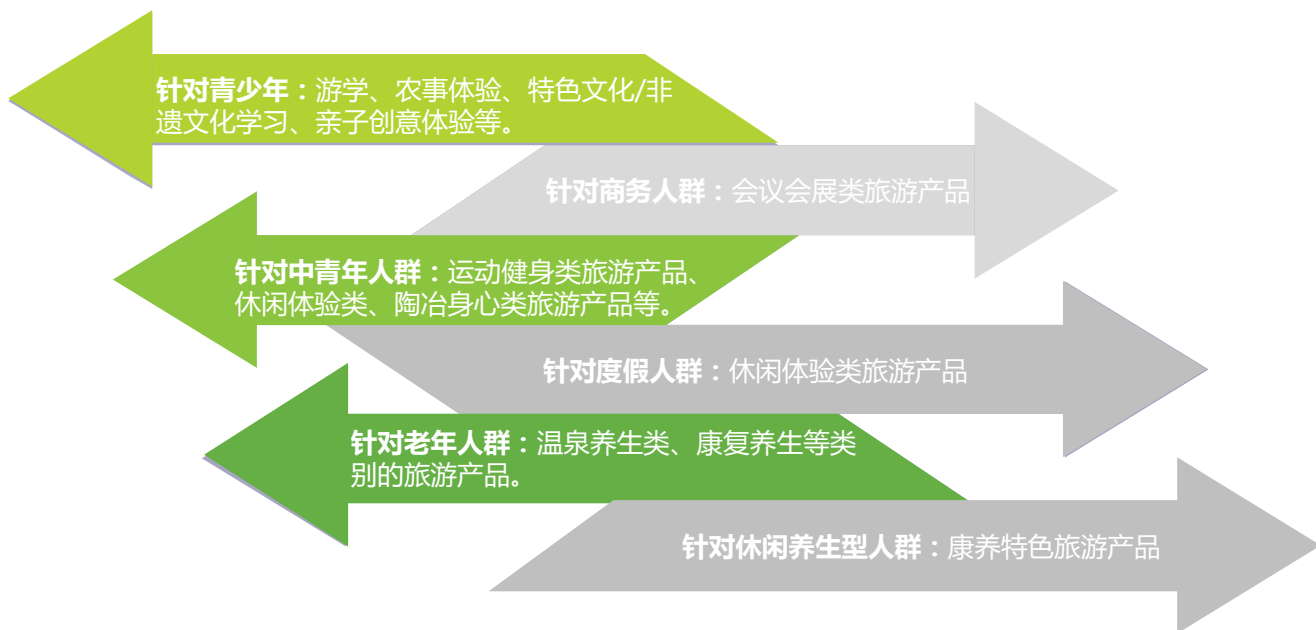 针对青少年：游学、农事体验、特色文化/非
遗文化学习、亲子创意体验等。
针对商务人群：会议会展类旅游产品
针对中青年人群：运动健身类旅游产品、
休闲体验类、陶冶身心类旅游产品等。
针对度假人群：休闲体验类旅游产品
针对老年人群：温泉养生类、康复养生等类
别的旅游产品。
针对休闲养生型人群：康养特色旅游产品